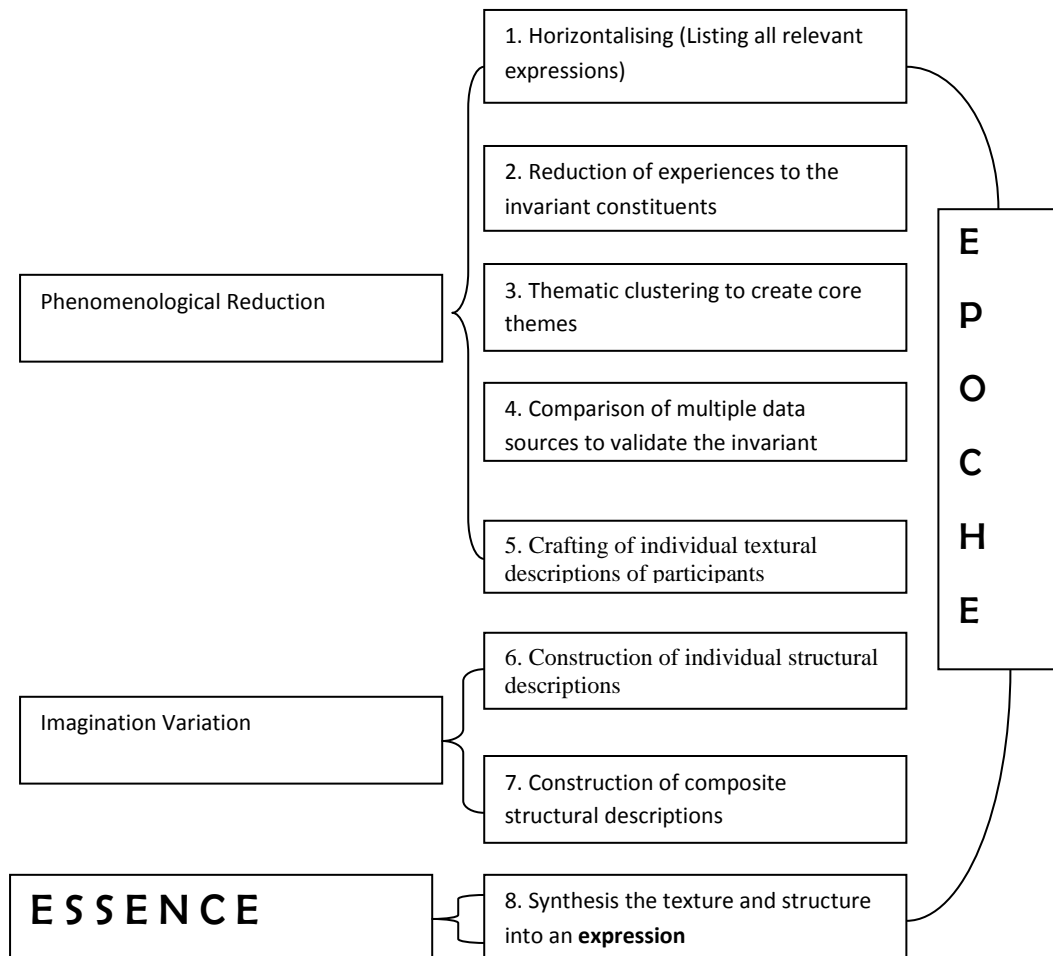 1. Horizontalising (Listing all relevant
expressions)
2. Reduction of experiences to the
invariant constituents
Phenomenological Reduction
3. Thematic clustering to create core
themes
4. Comparison of multiple data
sources to validate the invariant
5. Crafting of individual textural
descriptions of participants
E
P
O
C
H
E
Imagination Variation
6. Construction of individual structural
descriptions
7. Construction of composite
structural descriptions
E S S E N C E
8. Synthesis the texture and structure
into an expression